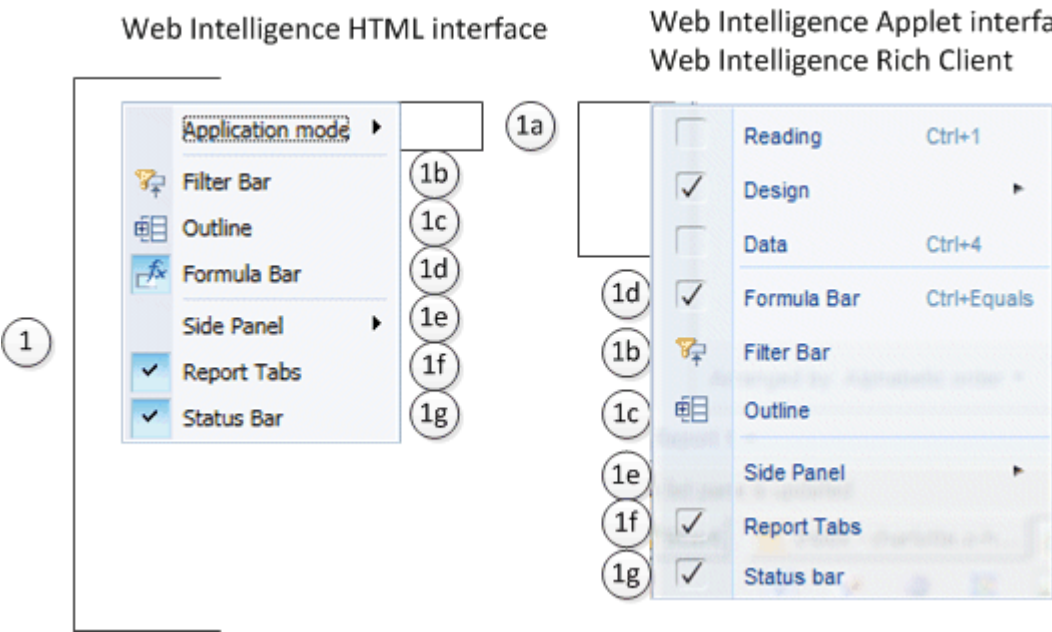 Web Intelligence HTML interface
Web Intelligence Applet interfa
Web Intelligence Rich Client
1
Application mode
1a
Filter Bar 1b
Outline 1c
Formula Bar 1d
Side Panel 1e
Report Tabs 1f
Status Bar 1g
Reading Ctrl+1
Design
Data Ctrl+4
1d Formula Bar Ctrl+Equals
1b Filter Bar
1c Outline
1e Side Panel
1f Report Tabs
1g Status bar